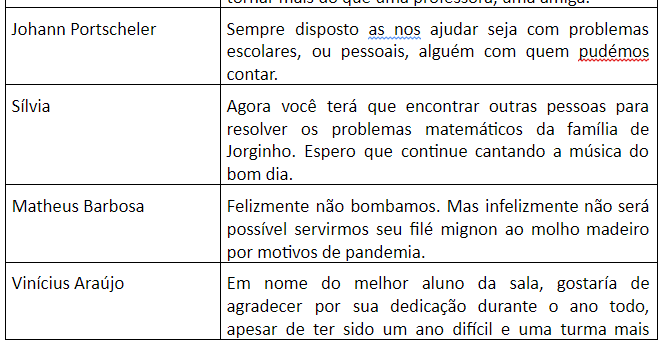 tornar mais do que uma professora, uma amiga.
Johann Portscheler
Sempre disposto as nos ajudar seja com problemas
escolares, ou pessoais, alguém com quem pudémos
contar.
Sílvia
Agora você terá que encontrar outras pessoas para
resolver os problemas matemáticos da família de
Jorginho. Espero que continue cantando a música do
bom dia.
Matheus Barbosa
Felizmente não bombamos. Mas infelizmente não será
possível servirmos seu filé mignon ao molho madeiro
por motivos de pandemia.
Vinícius Araújo
Em nome do melhor aluno da sala, gostaría de
agradecer por sua dedicação durante o ano todo,
apesar de ter sido um ano difícil e uma turma mais